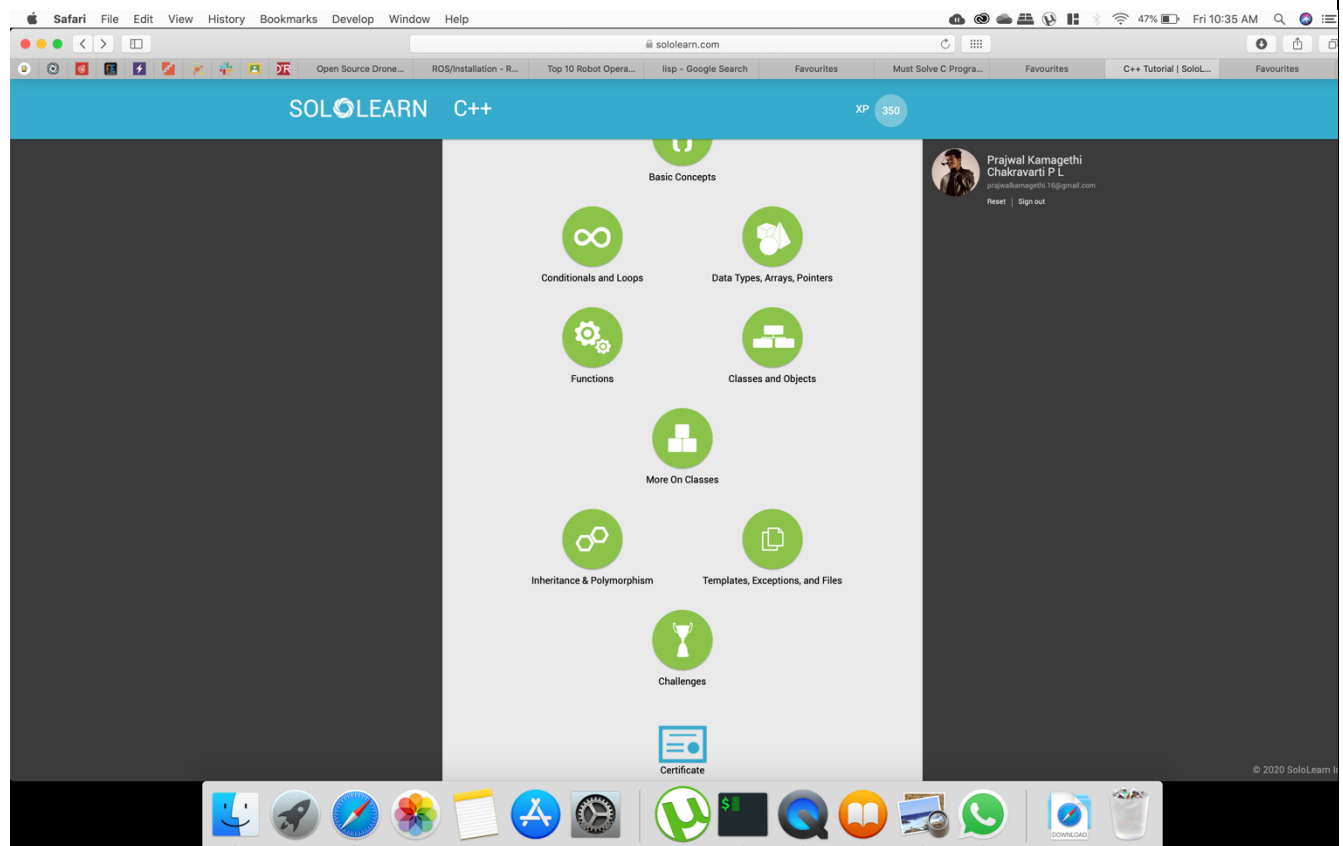 Safari File Edit View History Bookmarks Develop Window Help 47% Fri 10:35 AM
sololearn.com
Open Source Drone... ROS/Installation - R... Top 10 Robot Opera... lisp - Google Search Favourites Must Solve C Progra... Favourites C++ Tutorial | SoloL... Favourites
SOLOLEARN C++ XP 350
Prajwal Kamagethi
Chakravarti P L
prajwalkamagethi.16@gmail.com
Reset | Sign out
Basic Concepts
Conditionals and Loops Data Types, Arrays, Pointers
Functions Classes and Objects
More On Classes
Inheritance & Polymorphism Templates, Exceptions, and Files
Challenges
Certificate
© 2020 SoloLearn In
DOWNLOAD